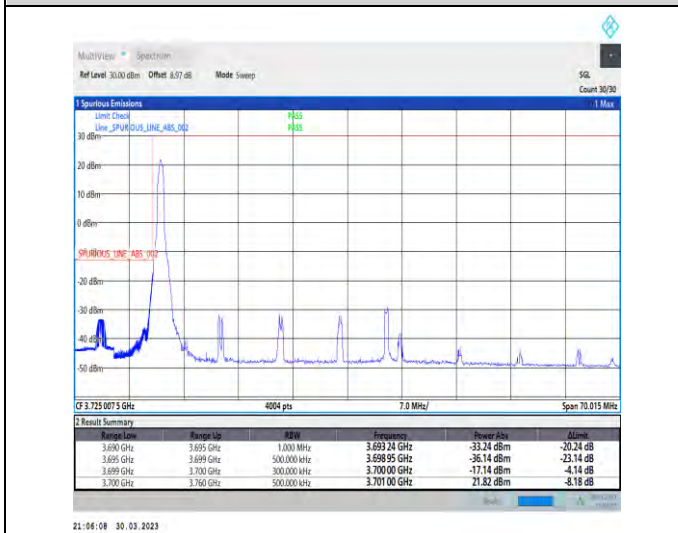 MultiView Spectrum
Ref Level 30.00 dBm Offset 8.97 dB Mode Sweep SGL
Count 30/30
1 Spurious Emissions 1 Max
Limit Check PASS
Line _SPURIOUS_LINE_ABS_002 PASS
30 dBm
20 dBm
10 dBm
0 dBm
SPURIOUS_LINE_ABS_002
-20 dBm
-30 dBm
-40 dBm
-50 dBm
CF 3.725 007 5 GHz 4004 pts 7.0 MHz/ Span 70.015 MHz
2 Result Summary
Range Low Range Up RBW Frequency Power Abs ΔLimit
3.690 GHz 3.695 GHz 1.000 MHz 3.693 24 GHz -33.24 dBm -20.24 dB
3.695 GHz 3.699 GHz 500.000 kHz 3.698 95 GHz -36.14 dBm -23.14 dB
3.699 GHz 3.700 GHz 300.000 kHz 3.700 00 GHz -17.14 dBm -4.14 dB
3.700 GHz 3.760 GHz 500.000 kHz 3.701 00 GHz 21.82 dBm -8.18 dB
21:06:08 30.03.2023